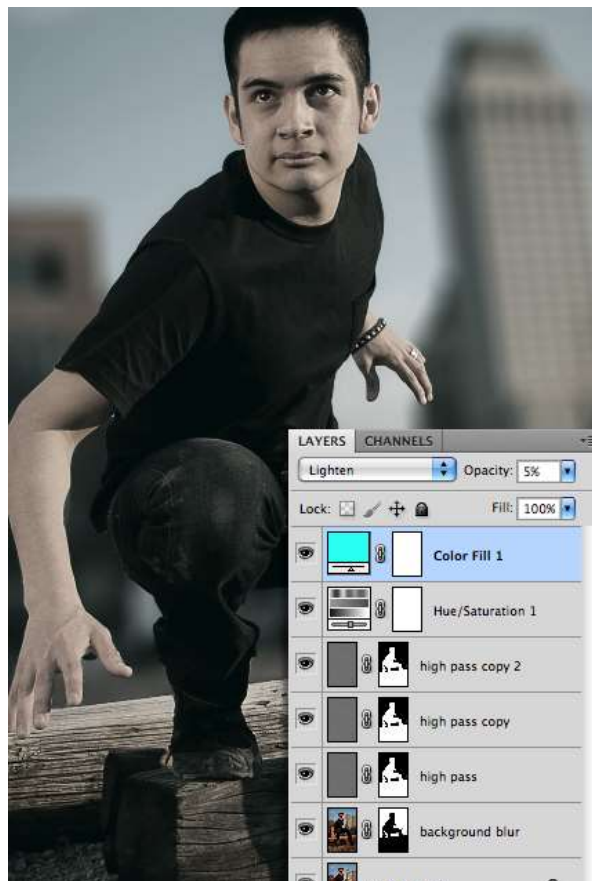 LAYERS CHANNELS
Lighten Opacity: 5%
Lock: Fill: 100%
Color Fill 1
Hue/Saturation 1
high pass copy 2
high pass copy
high pass
background blur